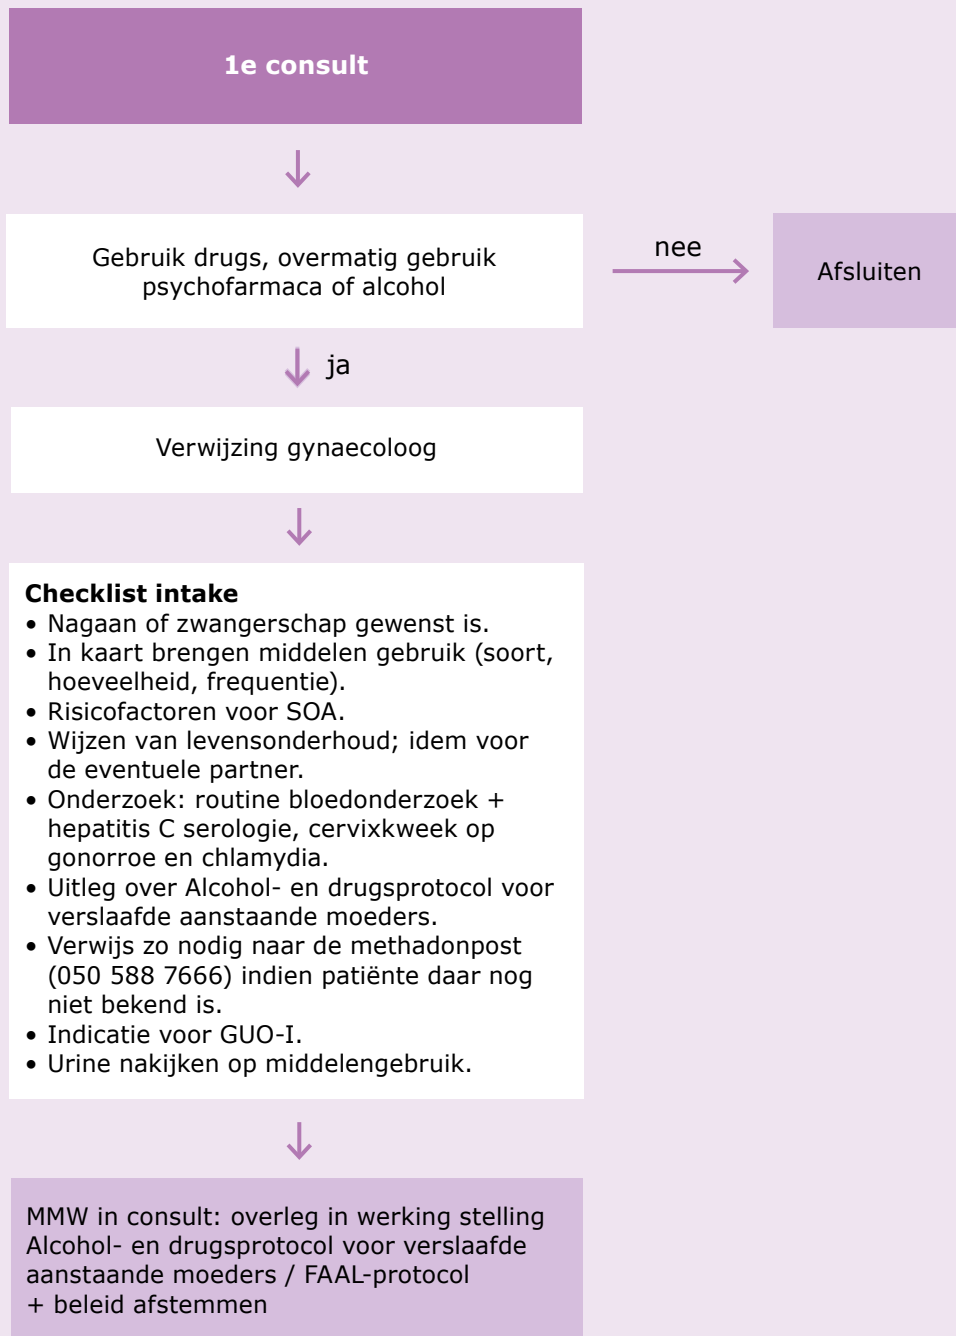 1e consult
Gebruik drugs, overmatig gebruik
psychofarmaca of alcohol
nee
Afsluiten
ja
Verwijzing gynaecoloog
Checklist intake
• Nagaan of zwangerschap gewenst is.
• In kaart brengen middelen gebruik (soort,
hoeveelheid, frequentie).
• Risicofactoren voor SOA.
• Wijzen van levensonderhoud; idem voor
de eventuele partner.
• Onderzoek: routine bloedonderzoek +
hepatitis C serologie, cervixkweek op
gonorroe en chlamydia.
• Uitleg over Alcohol- en drugsprotocol voor
verslaafde aanstaande moeders.
• Verwijs zo nodig naar de methadonpost
(050 588 7666) indien patiënte daar nog
niet bekend is.
• Indicatie voor GUO-I.
• Urine nakijken op middelengebruik.
MMW in consult: overleg in werking stelling
Alcohol- en drugsprotocol voor verslaafde
aanstaande moeders / FAAL-protocol
+ beleid afstemmen